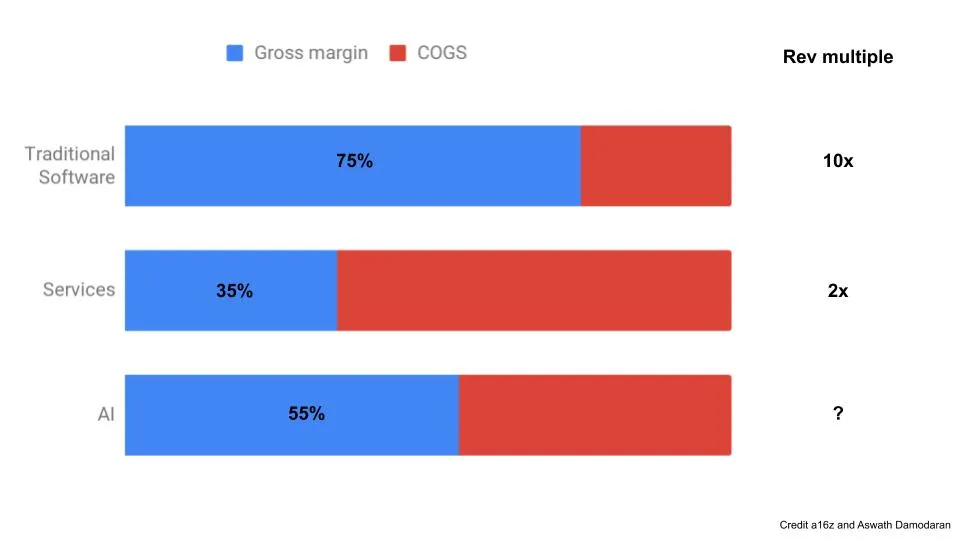 Gross margin COGS
Rev multiple
Traditional
Software
75%
10x
Services
35%
2x
AI
55%
?
Credit a16z and Aswath Damodaran